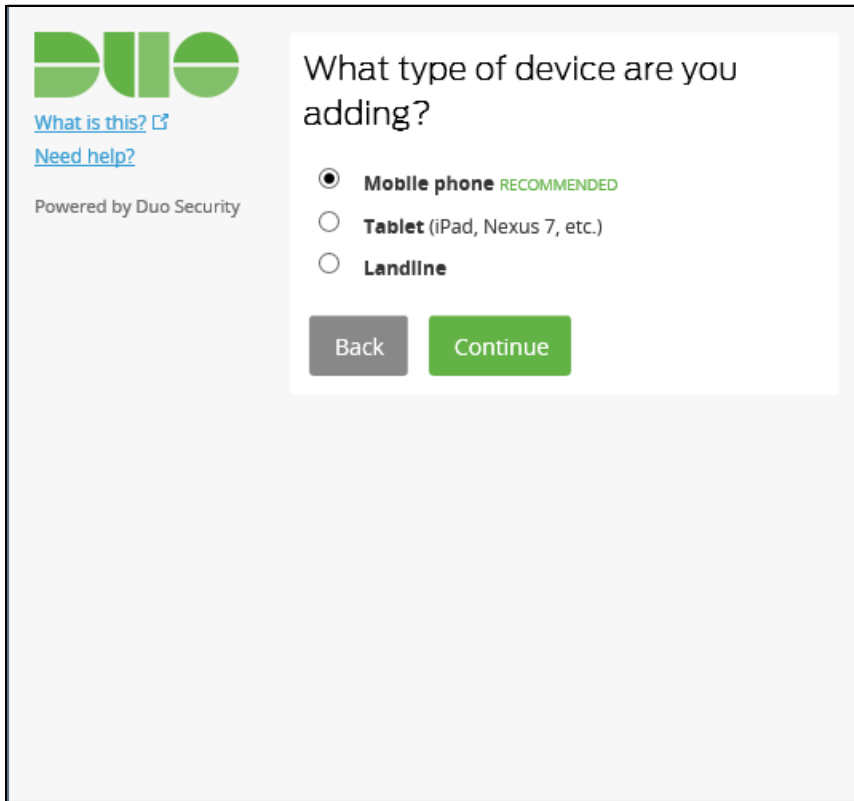 DUO
What is this?
Need help?
Powered by Duo Security
What type of device are you
adding?
Mobile phone RECOMMENDED
Tablet (iPad, Nexus 7, etc.)
Landline
Back
Continue